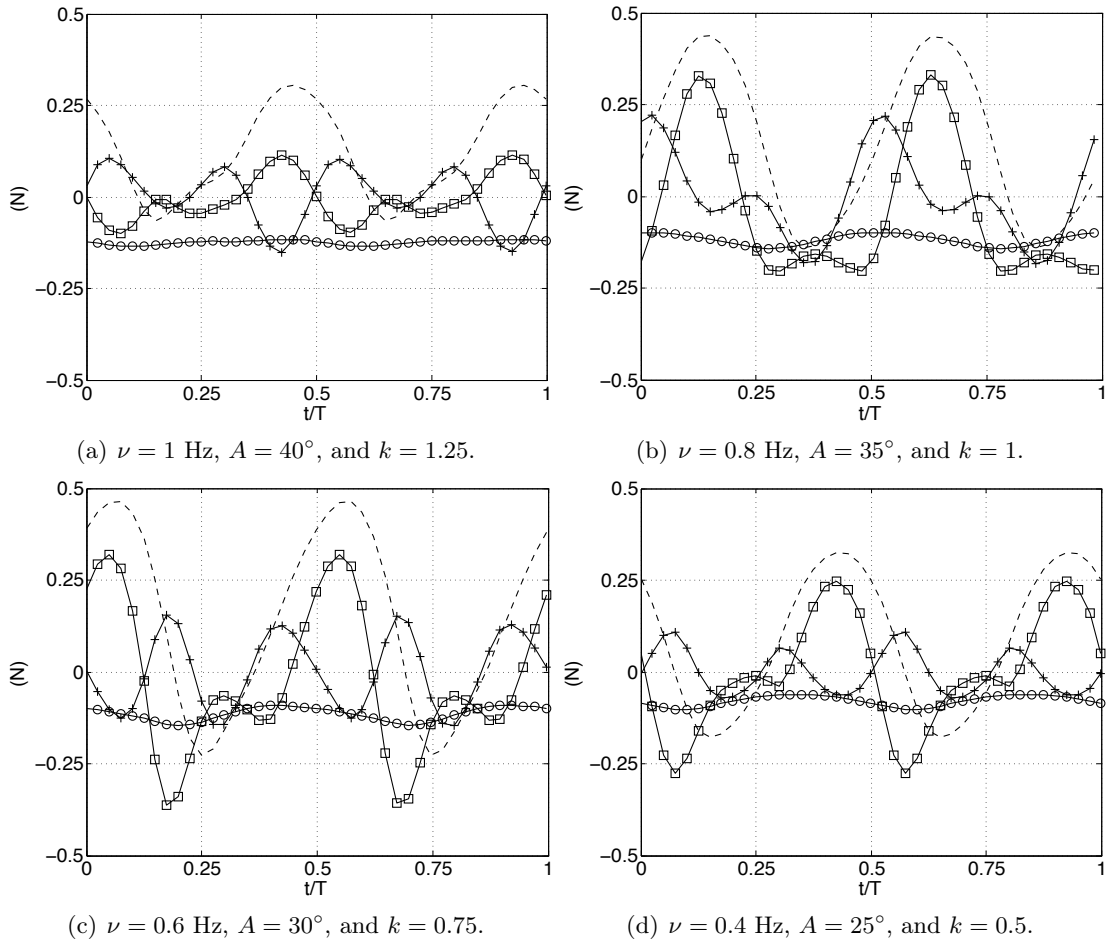 0.5
0.25
0
−0.25
−0.5
(N)
0 0.25 0.5 0.75 1
t/T
(a) ν = 1 Hz, A = 40°, and k = 1.25.
0.5
0.25
0
−0.25
−0.5
(N)
0 0.25 0.5 0.75 1
t/T
(b) ν = 0.8 Hz, A = 35°, and k = 1.
0.5
0.25
0
−0.25
−0.5
(N)
0 0.25 0.5 0.75 1
t/T
(c) ν = 0.6 Hz, A = 30°, and k = 0.75.
0.5
0.25
0
−0.25
−0.5
(N)
0 0.25 0.5 0.75 1
t/T
(d) ν = 0.4 Hz, A = 25°, and k = 0.5.